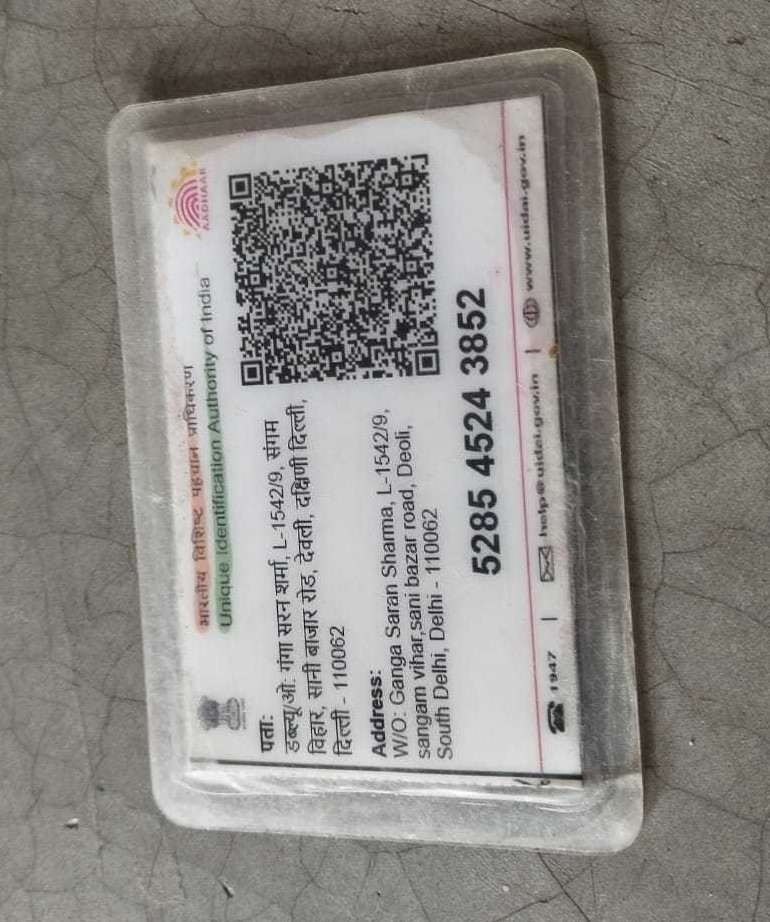 भारतीय विशिष्ट पहचान प्राधिकरण
Unique Identification Authority of India
AADHAAR
पता:
डब्ल्यू/ओ: गंगा सरन शर्मा, L-1542/9, संगम
विहार, सानी बाजार रोड, देवली, दक्षिणी दिल्ली,
दिल्ली - 110062
Address:
W/O: Ganga Saran Sharma, L-1542/9,
sangam vihar,sani bazar road, Deoli,
South Delhi, Delhi - 110062
5285 4524 3852
1947 | help@uidai.gov.in | www.uidai.gov.in